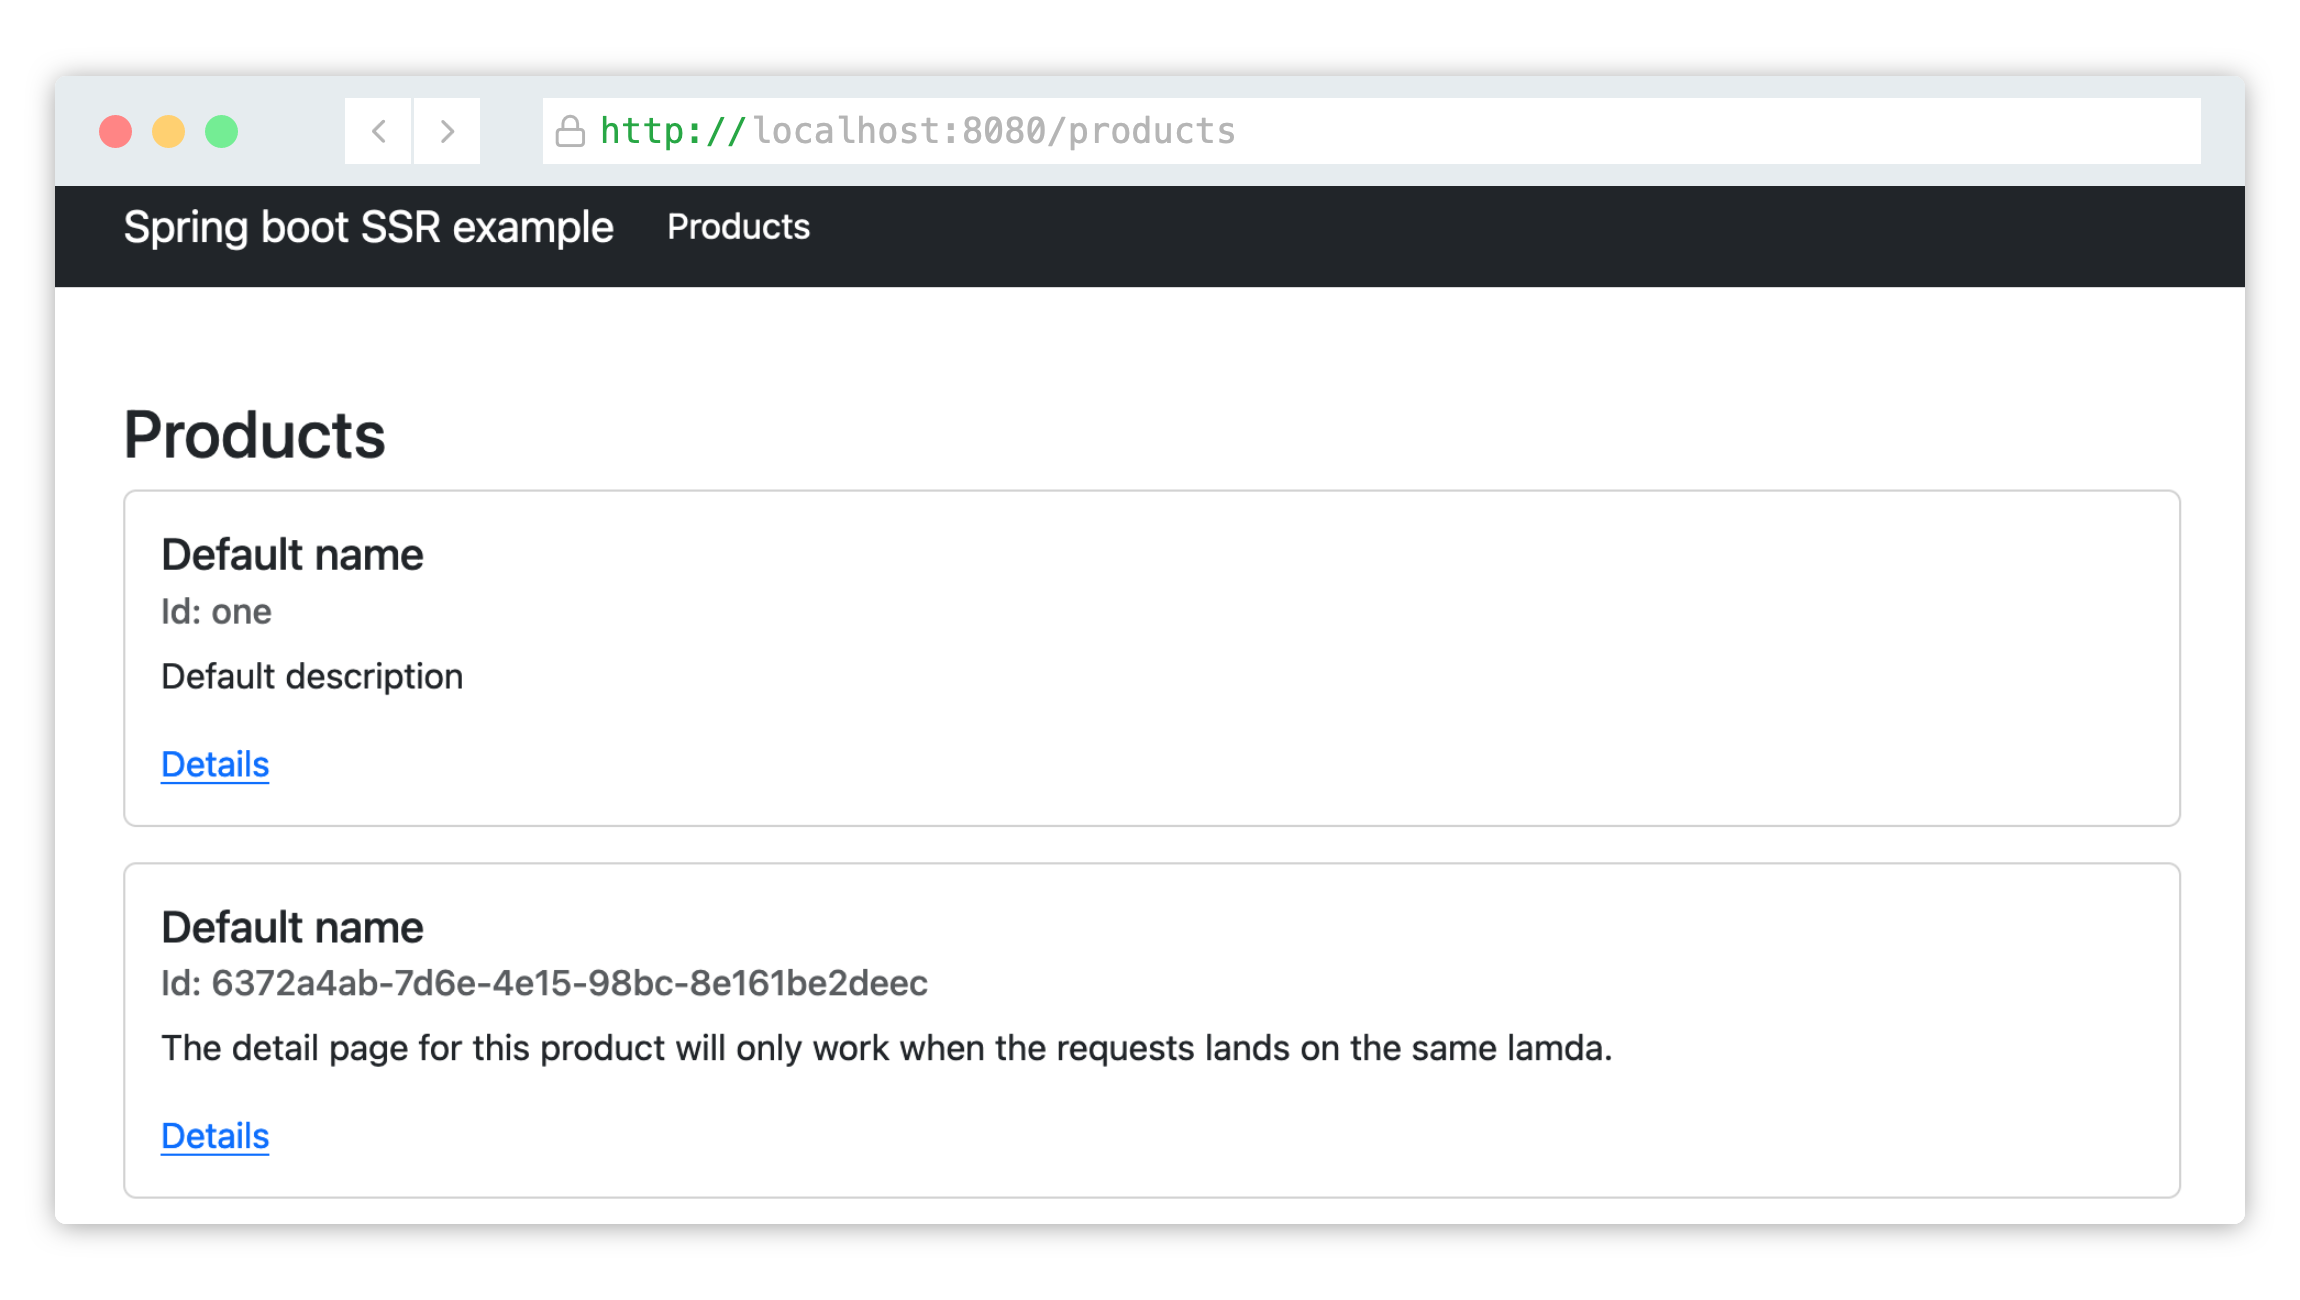 http://localhost:8080/products
Spring boot SSR example Products
Products
Default name
Id: one
Default description
Details
Default name
Id: 6372a4ab-7d6e-4e15-98bc-8e161be2deec
The detail page for this product will only work when the requests lands on the same lamda.
Details